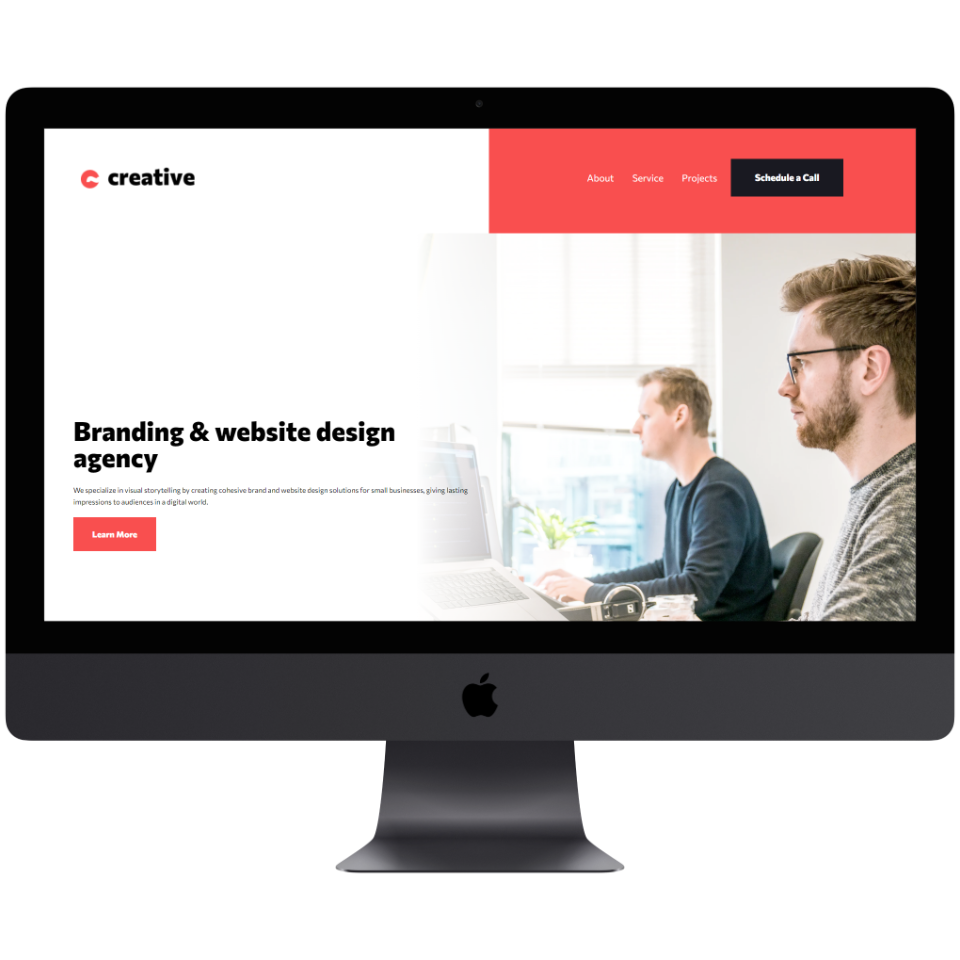 creative
About Service Projects Schedule a Call
Branding & website design
agency
We specialize in visual storytelling by creating cohesive brand and website design solutions for small businesses, giving lasting
impressions to audiences in a digital world.
Learn More